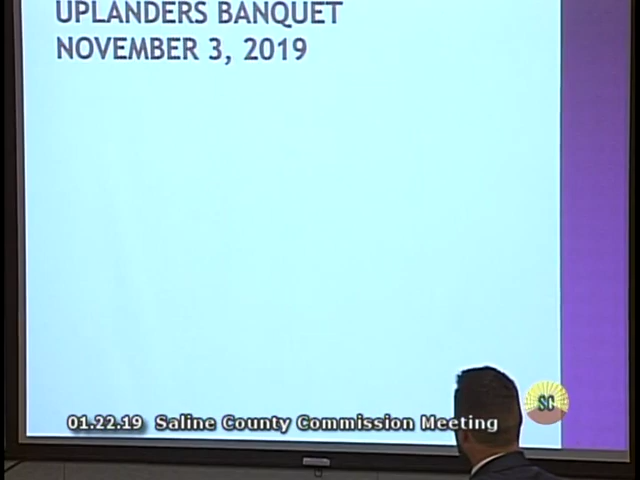 UPLANDERS BANQUET
NOVEMBER 3, 2019
01.22.19 Saline County Commission Meeting
SC